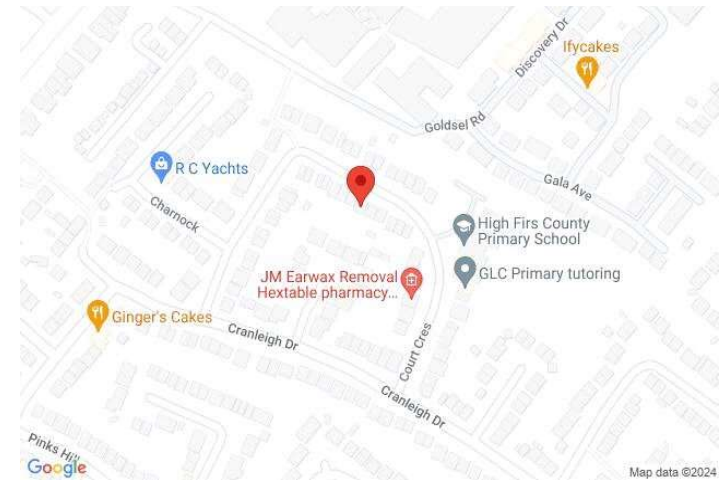 Discovery Dr
Ifycakes
Goldsel Rd
R C Yachts
Gala Ave
Charnock
High Firs County
Primary School
JM Earwax Removal
Hextable pharmacy...
GLC Primary tutoring
Ginger's Cakes
Cranleigh Dr
Court Cres
Cranleigh Dr
Pinks Hill
Google
Map data ©2024